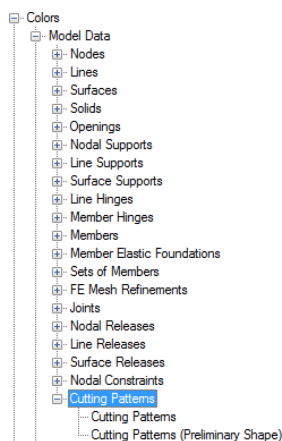 Colors
Model Data
Nodes
Lines
Surfaces
Solids
Openings
Nodal Supports
Line Supports
Surface Supports
Line Hinges
Member Hinges
Members
Member Elastic Foundations
Sets of Members
FE Mesh Refinements
Joints
Nodal Releases
Line Releases
Surface Releases
Nodal Constraints
Cutting Patterns
Cutting Patterns
Cutting Patterns (Preliminary Shape)